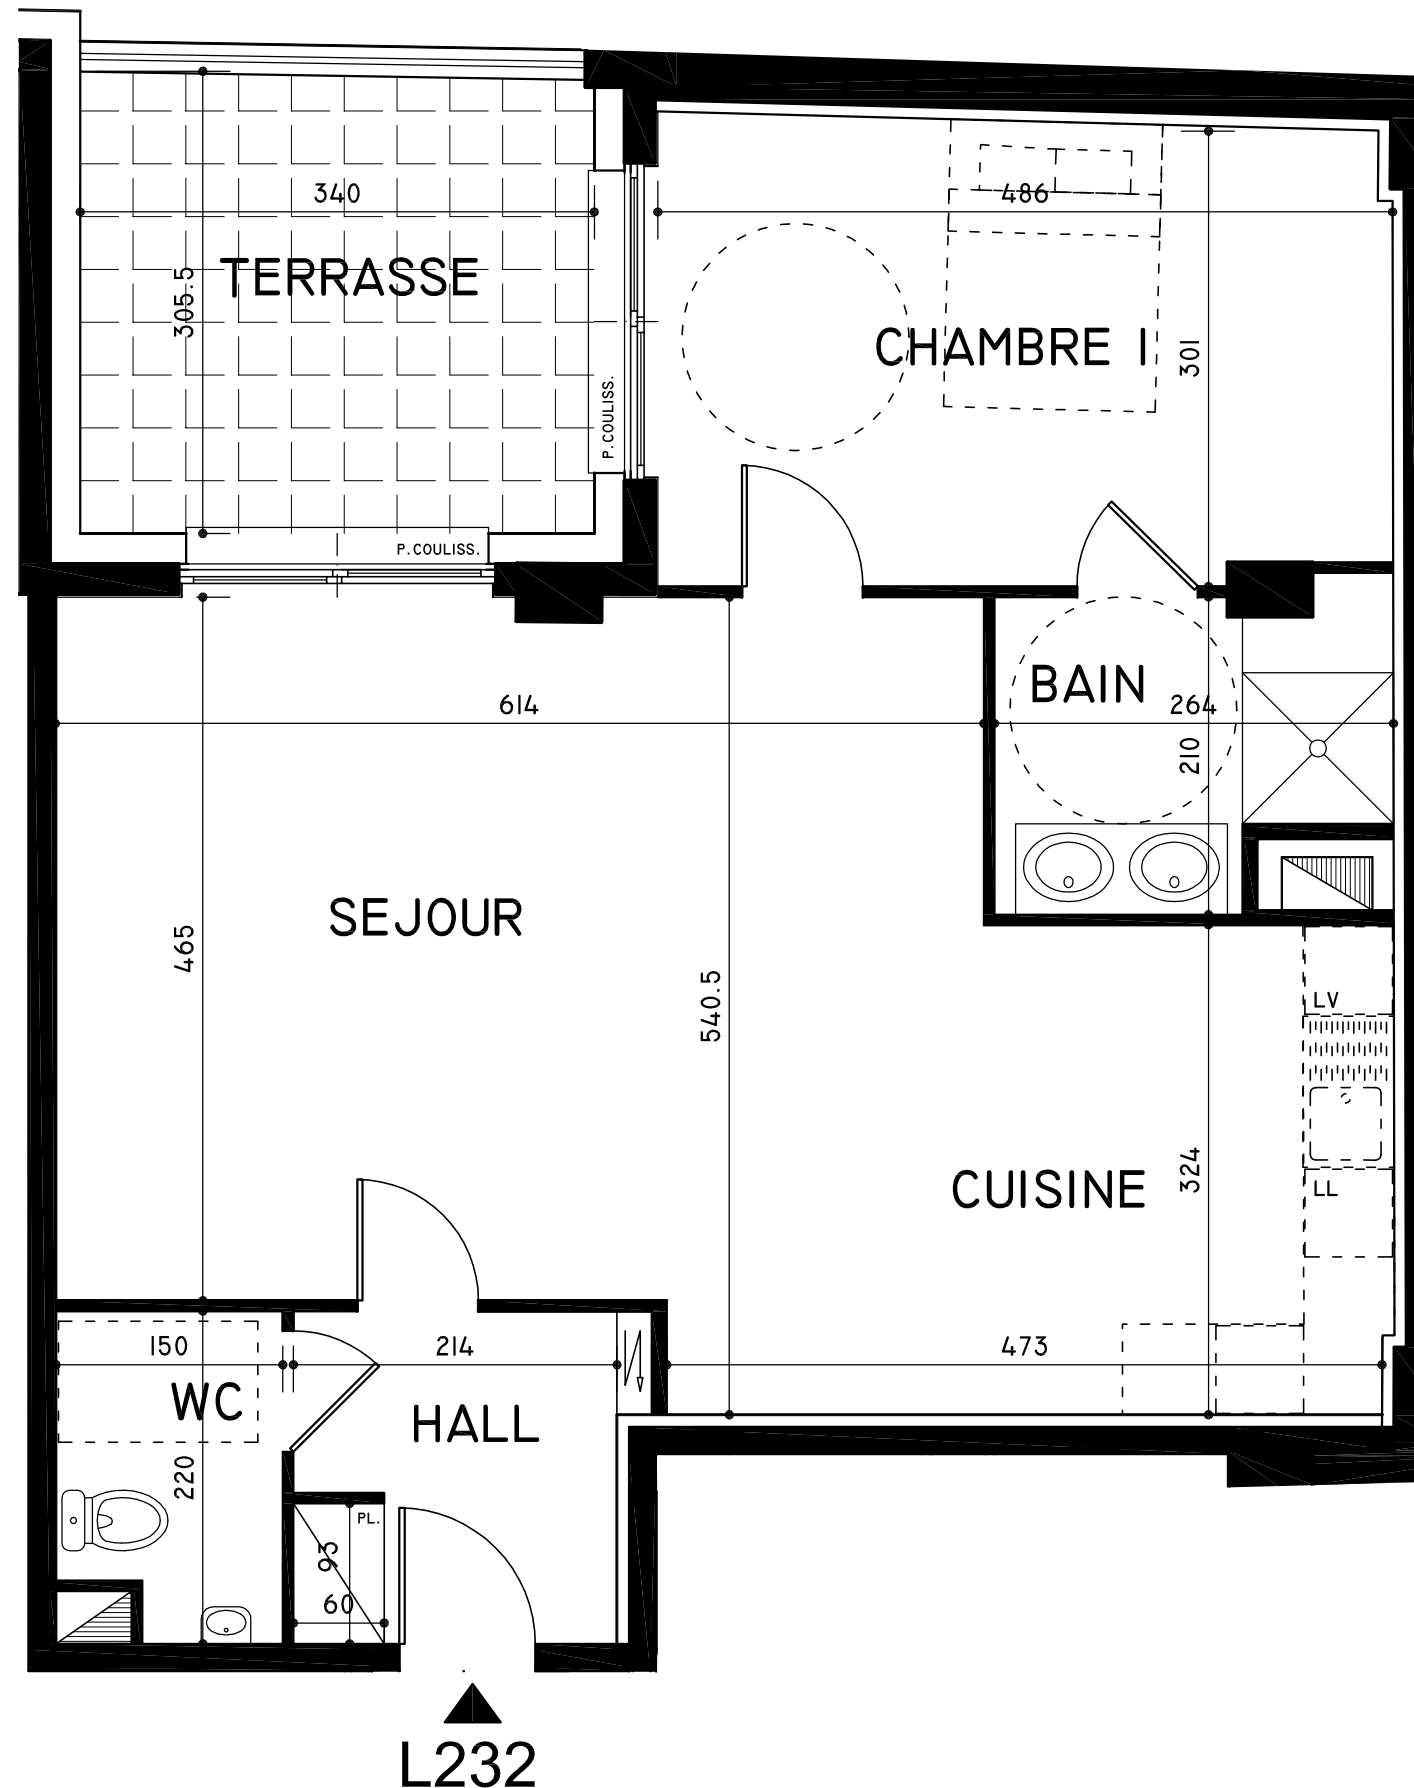 340
486
TERRASSE
305.5
CHAMBRE 1
301
P.COULISS.
P.COULISS.
BAIN
614
264
210
SEJOUR
465
540.5
LV
CUISINE
324
LL
150
214
473
WC
HALL
220
PL.
93
60
L232